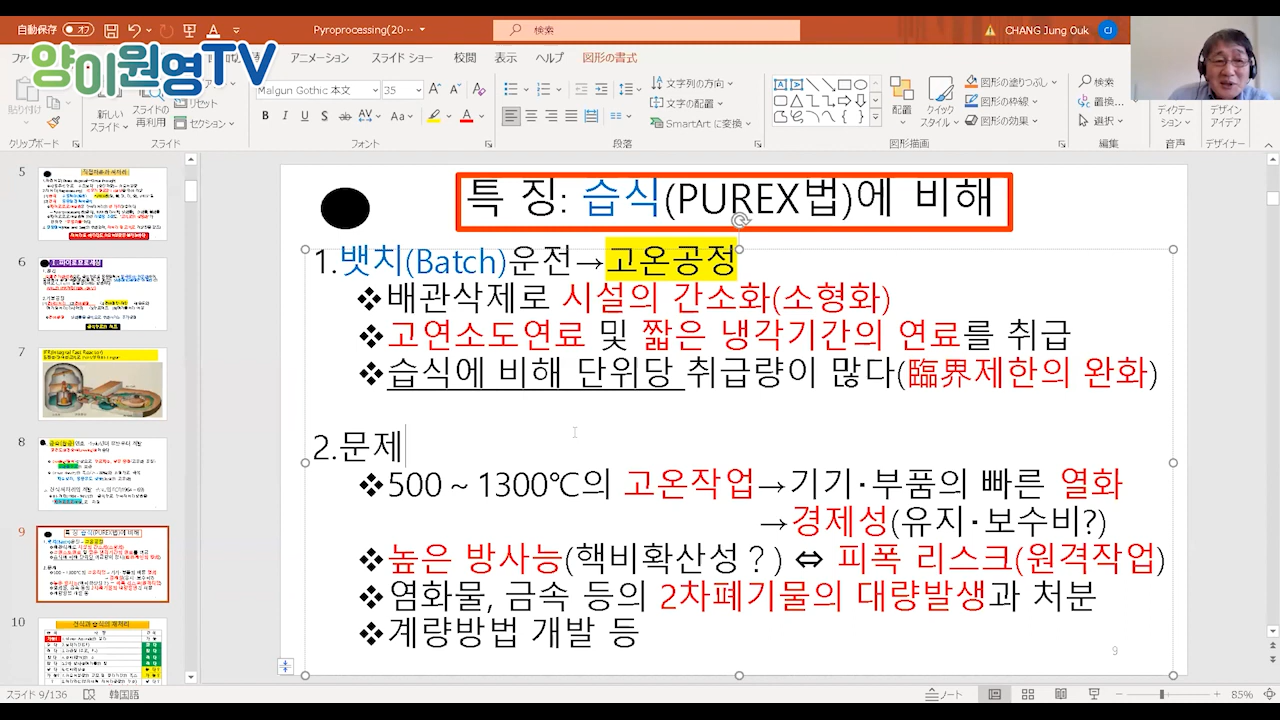 自動保存 オフ
Pyroprocessing(20…
検索
CHANG Jung Ouk
CJ
양이원영TV
アニメーション
スライド ショー
校閲
表示
ヘルプ
図形の書式
貼り付け
新しい
スライド
スライドの
再利用
リセット
セクション
Malgun Gothic 本文
35
文字列の方向
文字の配置
SmartArt に変換
配置
クイック
スタイル
図形の塗りつぶし
図形の枠線
図形の効果
検索
置換...
選択
ディクテー
ション
デザイン
アイデア
クリップボード
スライド
フォント
段落
図形描画
編集
音声
デザイナー
5
6
7
8
9
10
특 징: 습식(PUREX법)에 비해
1.뱃치(Batch)운전→고온공정
❖배관삭제로 시설의 간소화(소형화)
❖고연소도연료 및 짧은 냉각기간의 연료를 취급
❖습식에 비해 단위당 취급량이 많다(臨界제한의 완화)
2.문제
❖500 ~ 1300℃의 고온작업→기기·부품의 빠른 열화
→경제성(유지·보수비?)
❖높은 방사능(핵비확산성？) ⇔ 피폭 리스크(원격작업)
❖염화물, 금속 등의 2차폐기물의 대량발생과 처분
❖계량방법 개발 등
9
スライド 9/136
韓国語
ノート
85%